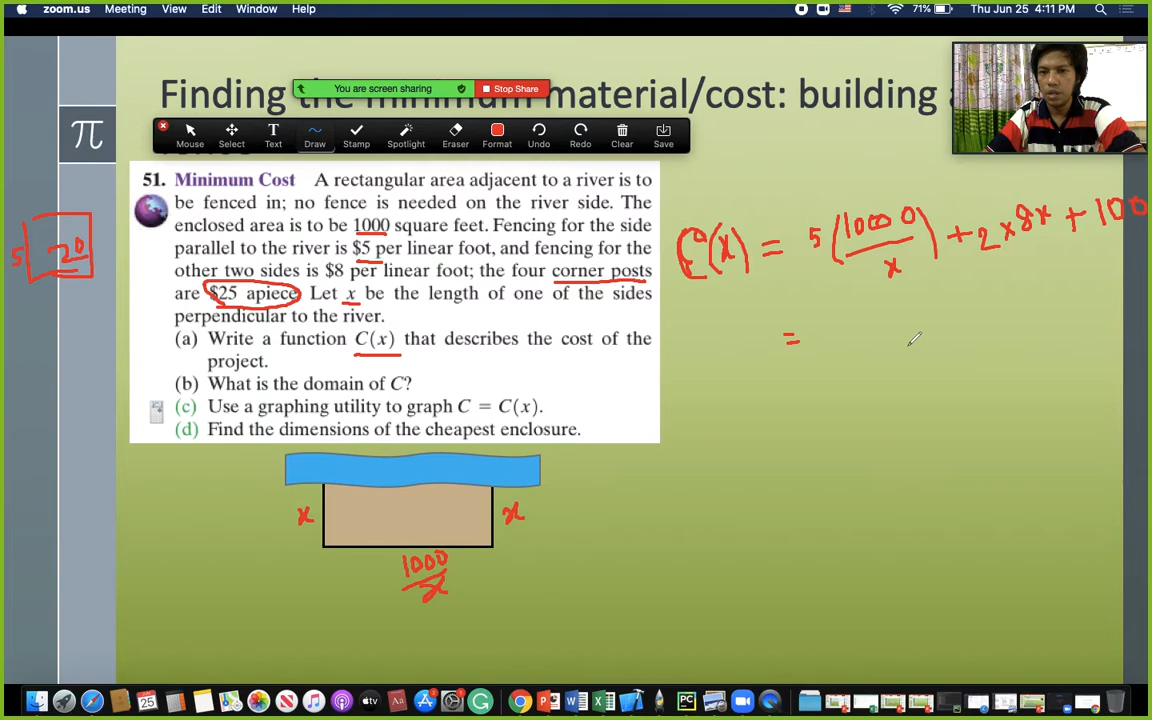 zoom.us Meeting View Edit Window Help 71% Thu Jun 25 4:11 PM
You are screen sharing Stop Share
Finding the minimum material/cost: building a
Mouse Select Text Draw Stamp Spotlight Eraser Format Undo Redo Clear Save
π
51. Minimum Cost A rectangular area adjacent to a river is to
be fenced in; no fence is needed on the river side. The
enclosed area is to be 1000 square feet. Fencing for the side
parallel to the river is $5 per linear foot, and fencing for the
other two sides is $8 per linear foot; the four corner posts
are $25 apiece. Let x be the length of one of the sides
perpendicular to the river.
(a) Write a function C(x) that describes the cost of the
project.
(b) What is the domain of C?
(c) Use a graphing utility to graph C = C(x).
(d) Find the dimensions of the cheapest enclosure.
5 20
C(x) = 5(1000/x) + 2x8x + 100
=
x x
1000/x